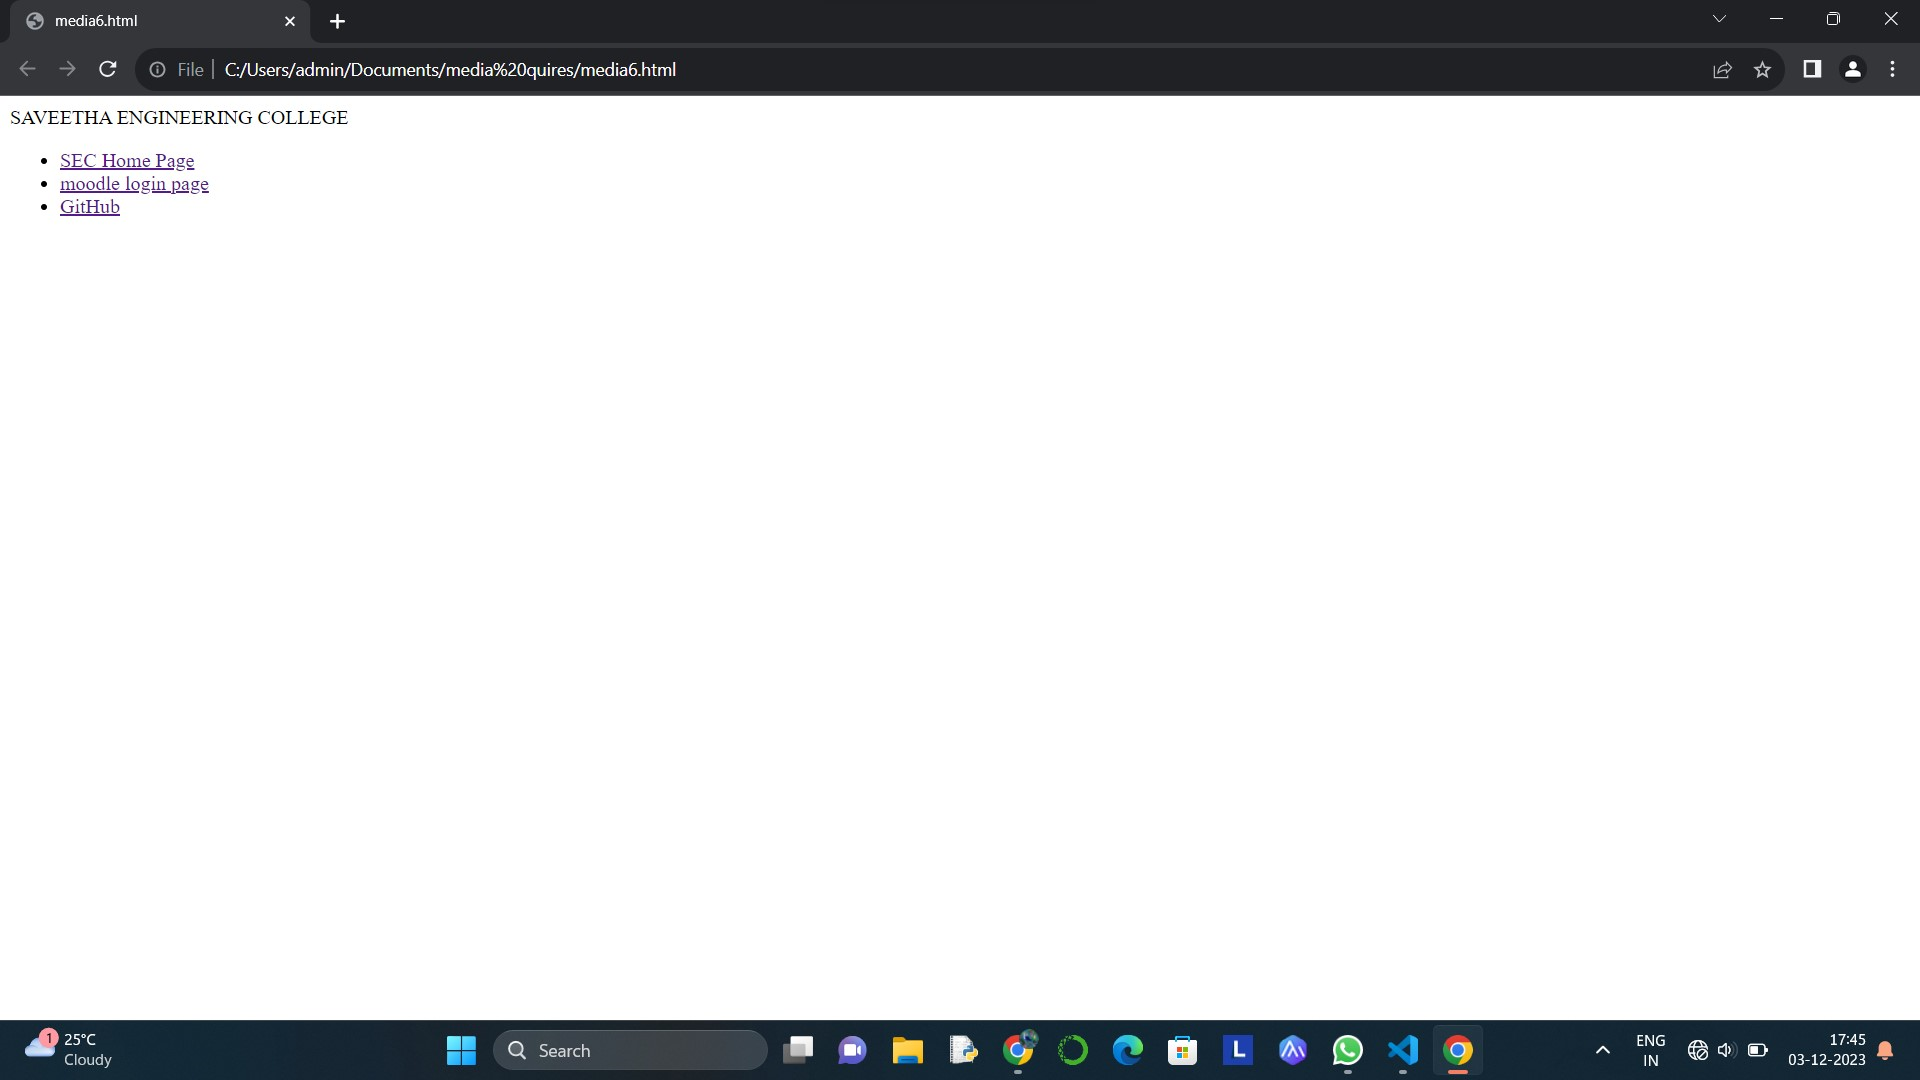 media6.html
File
C:/Users/admin/Documents/media%20quires/media6.html
SAVEETHA ENGINEERING COLLEGE
SEC Home Page
moodle login page
GitHub
1
25°C
Cloudy
Search
L
ENG
IN
17:45
03-12-2023